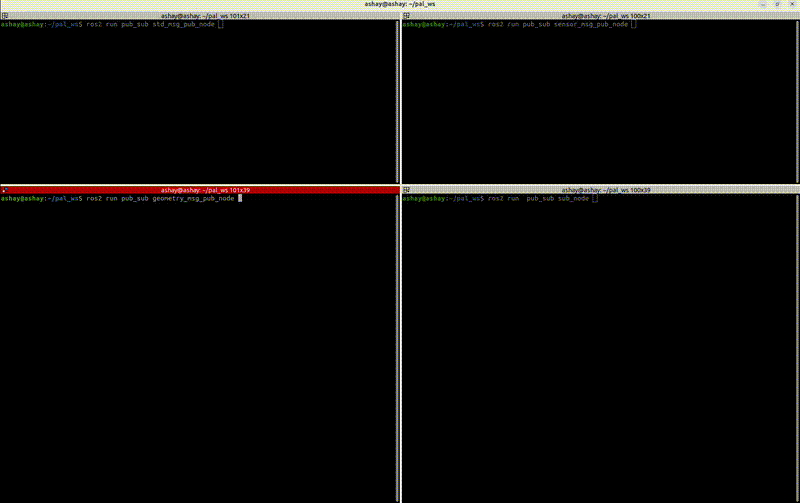 ashay@ashay: ~/pal_ws
ashay@ashay: ~/pal_ws 101x21
ashay@ashay:~/pal_ws$ ros2 run pub_sub std_msg_pub_node
ashay@ashay: ~/pal_ws 100x21
ashay@ashay:~/pal_ws$ ros2 run pub_sub sensor_msg_pub_node
ashay@ashay: ~/pal_ws 101x39
ashay@ashay:~/pal_ws$ ros2 run pub_sub geometry_msg_pub_node
ashay@ashay: ~/pal_ws 100x39
ashay@ashay:~/pal_ws$ ros2 run  pub_sub sub_node